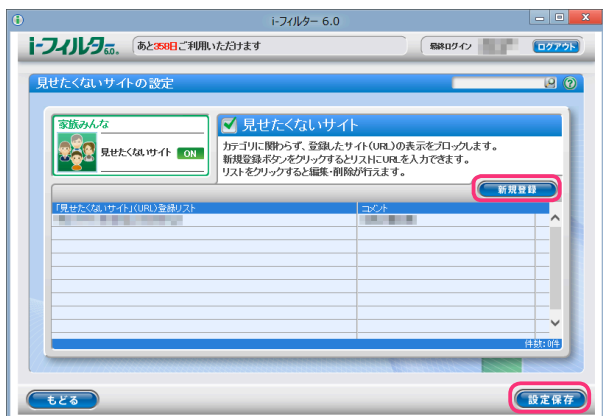 i-フィルター 6.0
i-フィルター6.0. あと358日ご利用いただけます 最終ログイン ログアウト
見せたくないサイトの設定
家族みんな
見せたくないサイト ON
見せたくないサイト
カテゴリに関わらず、登録したサイト(URL)の表示をブロックします。
新規登録ボタンをクリックするとリストにURLを入力できます。
リストをクリックすると編集・削除が行えます。
新規登録
「見せたくないサイト」(URL)登録リスト コメント
件数:0件
もどる 設定保存